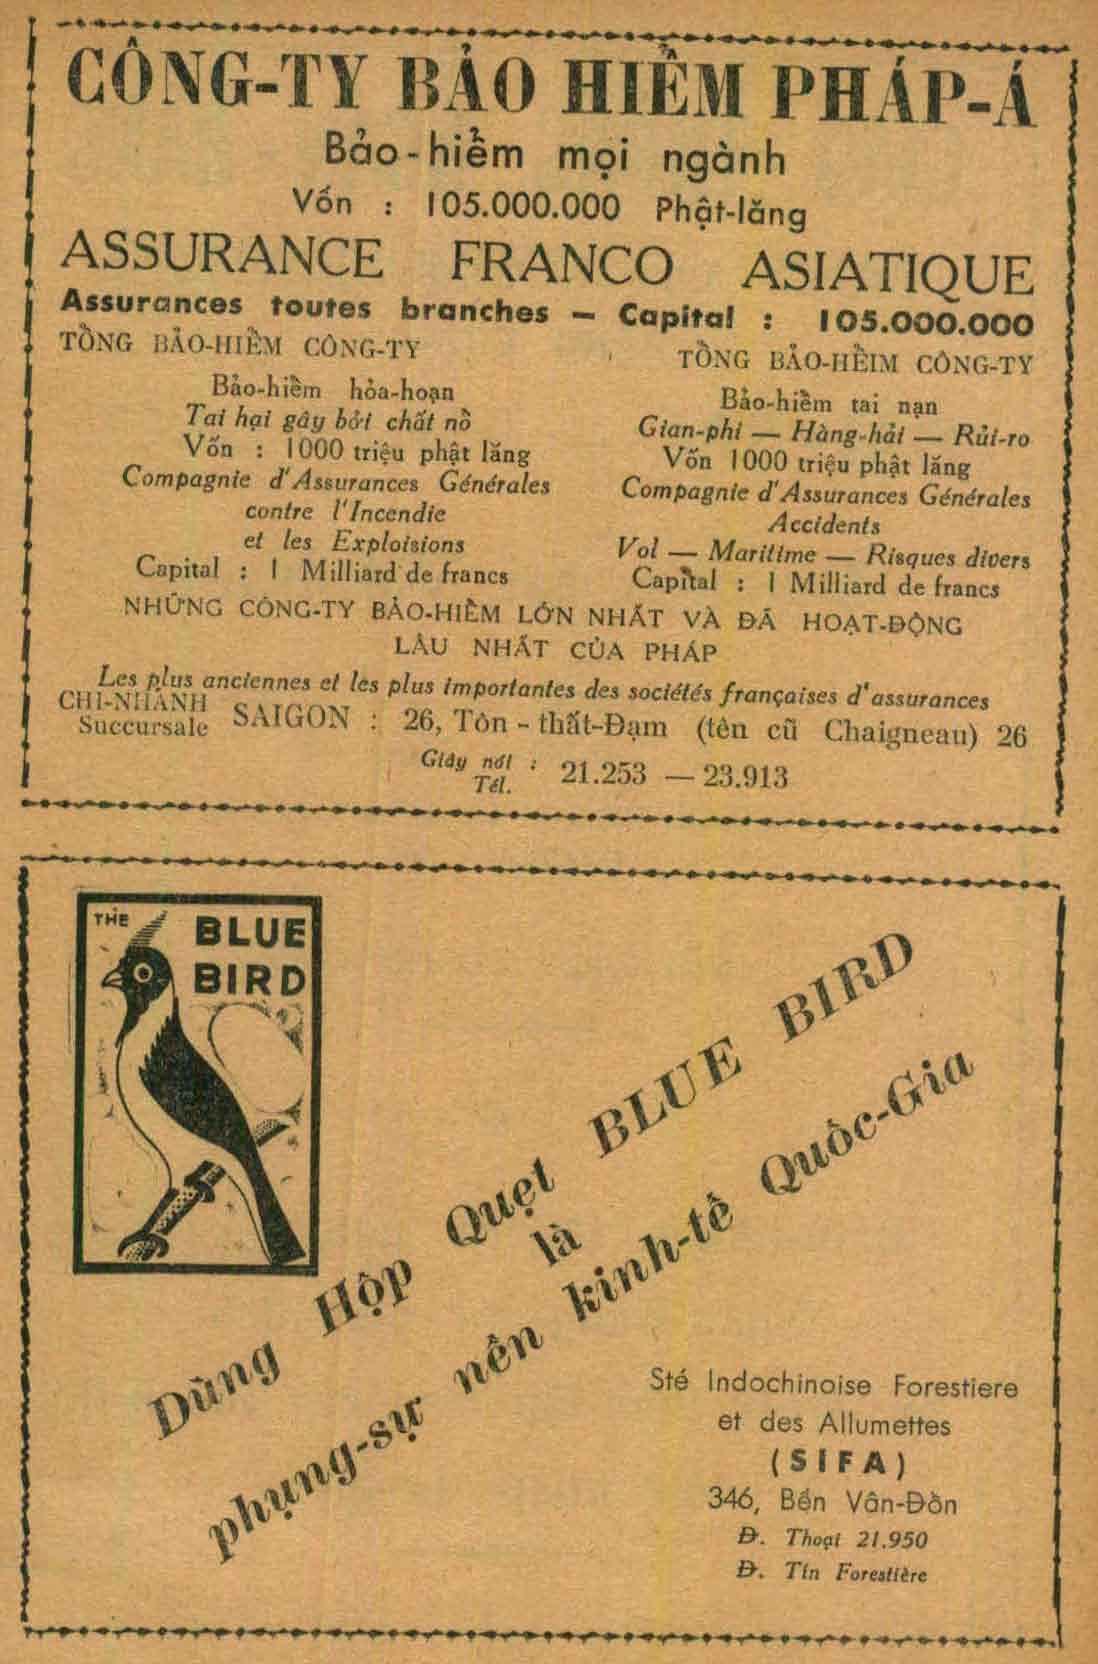 CÔNG-TY BẢO HIỂM PHÁP-Á
Bảo-hiểm mọi ngành
Vốn : 105.000.000 Phật-lăng
ASSURANCE FRANCO ASIATIQUE
Assurances toutes branches — Capital : 105.000.000
TỒNG BẢO-HIỀM CÔNG-TY
Bảo-hiềm hỏa-hoạn
Tai hại gây bởi chất nổ
Vốn : 1000 triệu phật lăng
Compagnie d'Assurances Générales
contre l'Incendie
et les Exploisions
Capital : 1 Milliard de francs
TỒNG BẢO-HỀIM CÔNG-TY
Bảo-hiềm tai nạn
Gian-phi — Hàng-hải — Rủi-ro
Vốn 1000 triệu phật lăng
Compagnie d'Assurances Générales
Accidents
Vol — Maritime — Risques divers
Capital : 1 Milliard de francs
NHỮNG CÔNG-TY BẢO-HIỀM LỚN NHẤT VÀ ĐÃ HOẠT-ĐỘNG
LÂU NHẤT CỦA PHÁP
Les plus anciennes et les plus importantes des sociétés françaises d'assurances
CHI-NHÁNH
Succursale SAIGON : 26, Tôn-thất-Đạm (tên cũ Chaigneau) 26
Giây nói :
Tél. 21.253 — 23.913
THE BLUE
BIRD
Dùng Hộp Quẹt BLUE BIRD
là
phụng-sự nền kinh-tế Quốc-Gia
Sté Indochinoise Forestiere
et des Allumettes
(SIFA)
346, Bến Vân-Đồn
Đ. Thoại 21.950
Đ. Tín Forestière